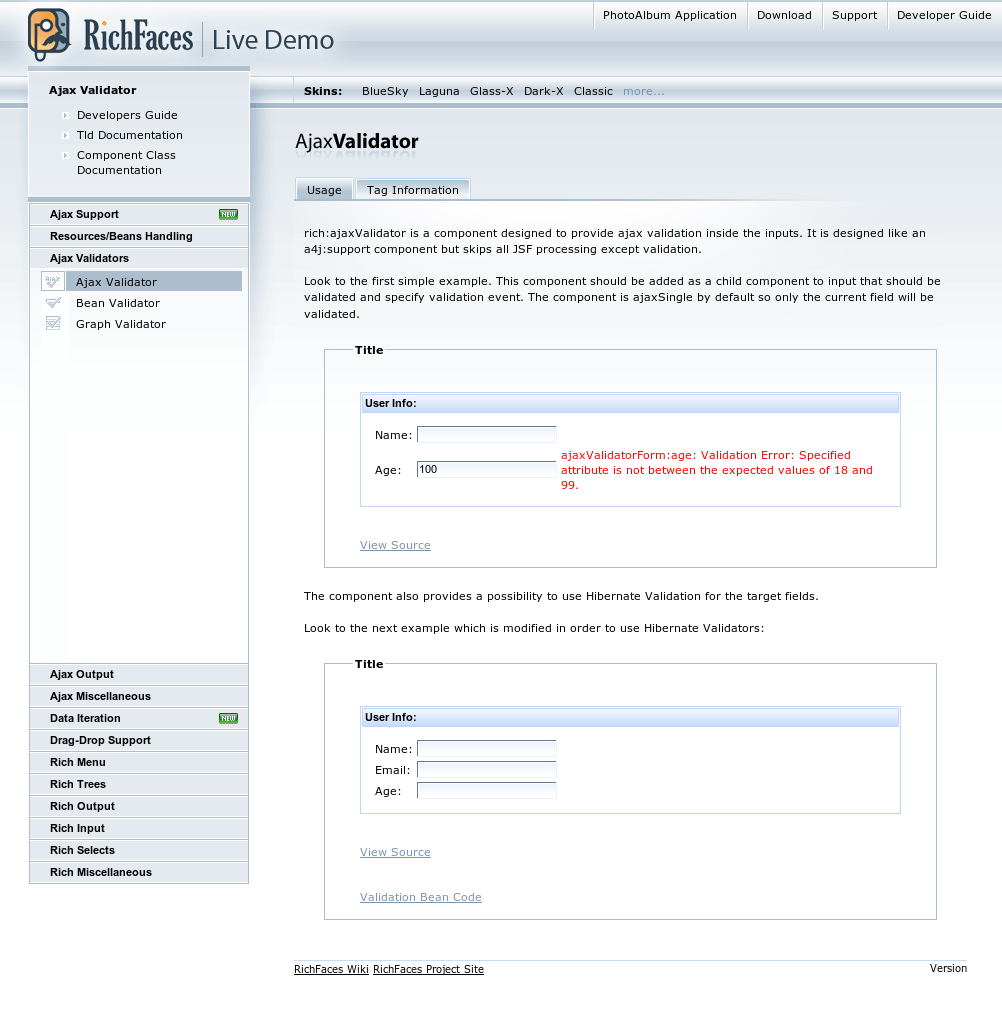 PhotoAlbum Application Download Support Developer Guide
RichFaces Live Demo
Ajax Validator
Developers Guide
Tld Documentation
Component Class
Documentation
Skins: BlueSky Laguna Glass-X Dark-X Classic more...
Ajax Support NEW
Resources/Beans Handling
Ajax Validators
Ajax Validator
Bean Validator
Graph Validator
Ajax Output
Ajax Miscellaneous
Data Iteration NEW
Drag-Drop Support
Rich Menu
Rich Trees
Rich Output
Rich Input
Rich Selects
Rich Miscellaneous
AjaxValidator
Usage Tag Information
rich:ajaxValidator is a component designed to provide ajax validation inside the inputs. It is designed like an
a4j:support component but skips all JSF processing except validation.
Look to the first simple example. This component should be added as a child component to input that should be
validated and specify validation event. The component is ajaxSingle by default so only the current field will be
validated.
Title
User Info:
Name:
Age: 100 ajaxValidatorForm:age: Validation Error: Specified
attribute is not between the expected values of 18 and
99.
View Source
The component also provides a possibility to use Hibernate Validation for the target fields.
Look to the next example which is modified in order to use Hibernate Validators:
Title
User Info:
Name:
Email:
Age:
View Source
Validation Bean Code
RichFaces Wiki RichFaces Project Site Version